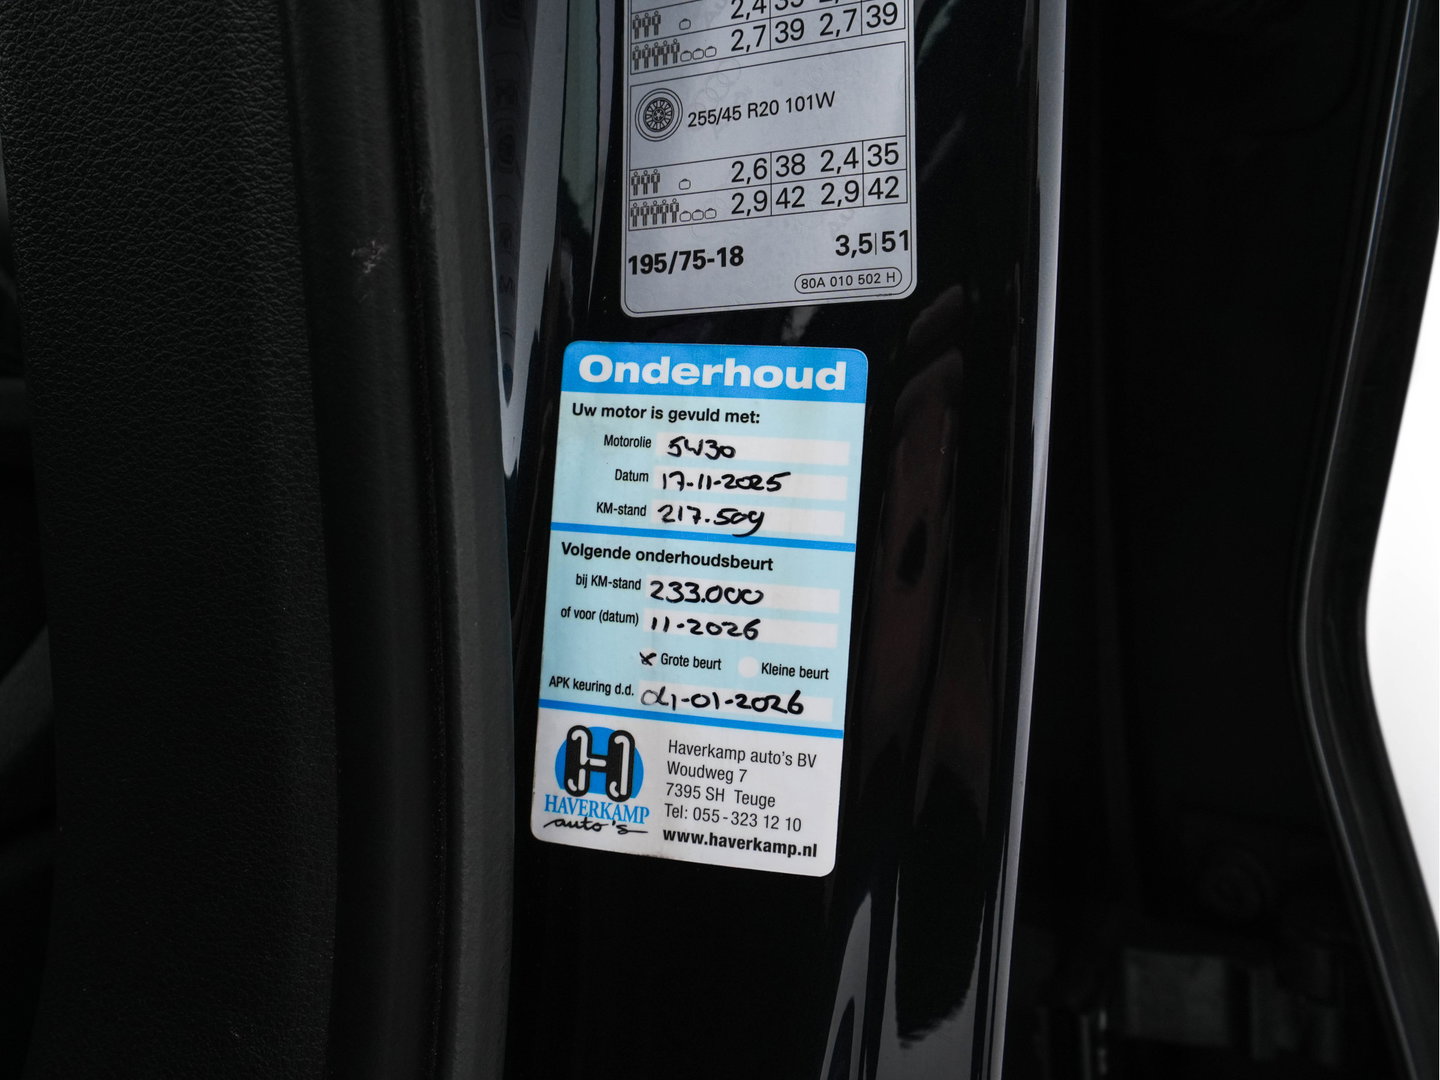 2,4 39
2,7 39 2,7 39
255/45 R20 101W
2,6 38 2,4 35
2,9 42 2,9 42
195/75-18 3,5 51
80A 010 502 H
Onderhoud
Uw motor is gevuld met:
Motorolie 5W30
Datum 17-11-2025
KM-stand 217.509
Volgende onderhoudsbeurt
bij KM-stand 233.000
of voor (datum) 11-2026
x Grote beurt Kleine beurt
APK keuring d.d. 01-2026
H
HAVERKAMP
auto's
Haverkamp auto's BV
Woudweg 7
7395 SH Teuge
Tel: 055-323 12 10
www.haverkamp.nl